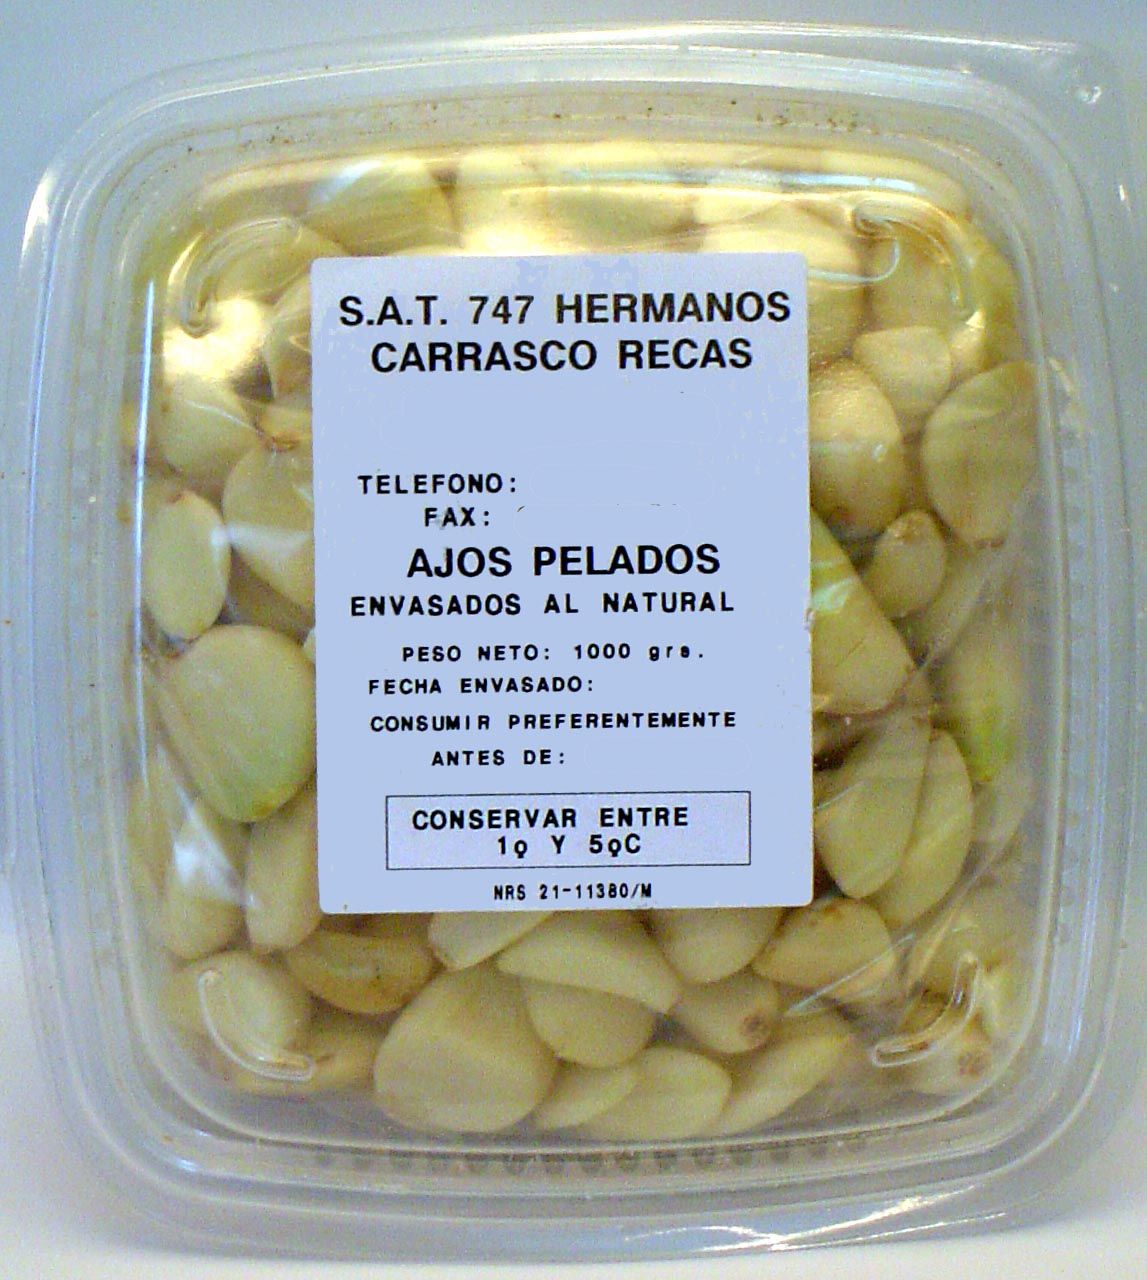 S.A.T. 747 HERMANOS
CARRASCO RECAS
TELEFONO:
FAX:
AJOS PELADOS
ENVASADOS AL NATURAL
PESO NETO: 1000 grs.
FECHA ENVASADO:
CONSUMIR PREFERENTEMENTE
ANTES DE:
CONSERVAR ENTRE
1º Y 5ºC
NRS 21-11380/M